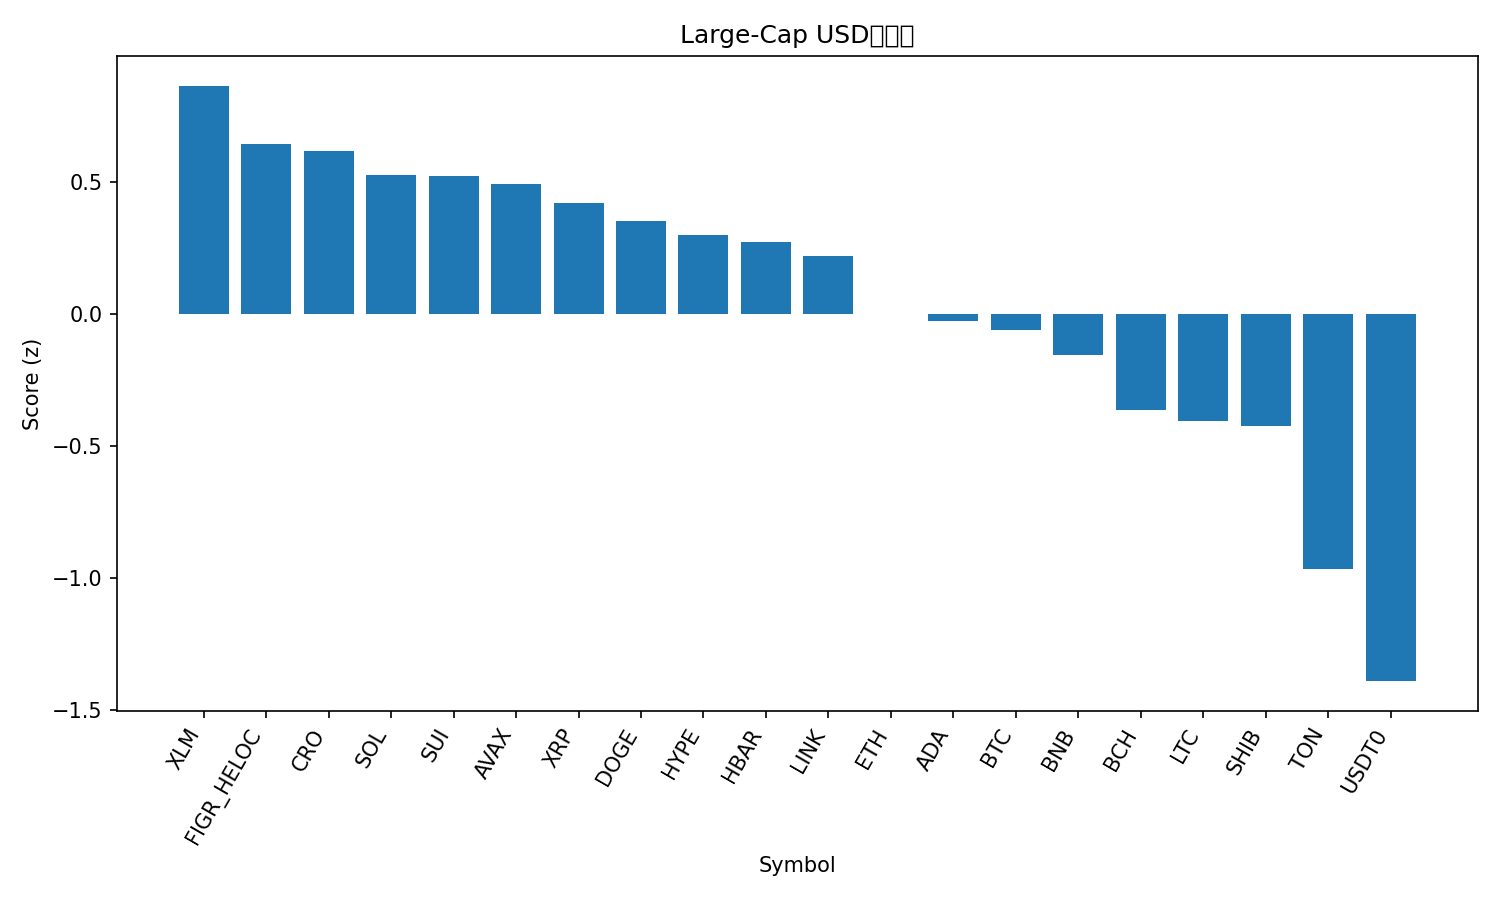 Large-Cap USD
Score (z)
0.5
0.0
−0.5
−1.0
−1.5
XLM
FIGR_HELOC
CRO
SOL
SUI
AVAX
XRP
DOGE
HYPE
HBAR
LINK
ETH
ADA
BTC
BNB
BCH
LTC
SHIB
TON
USDT0
Symbol